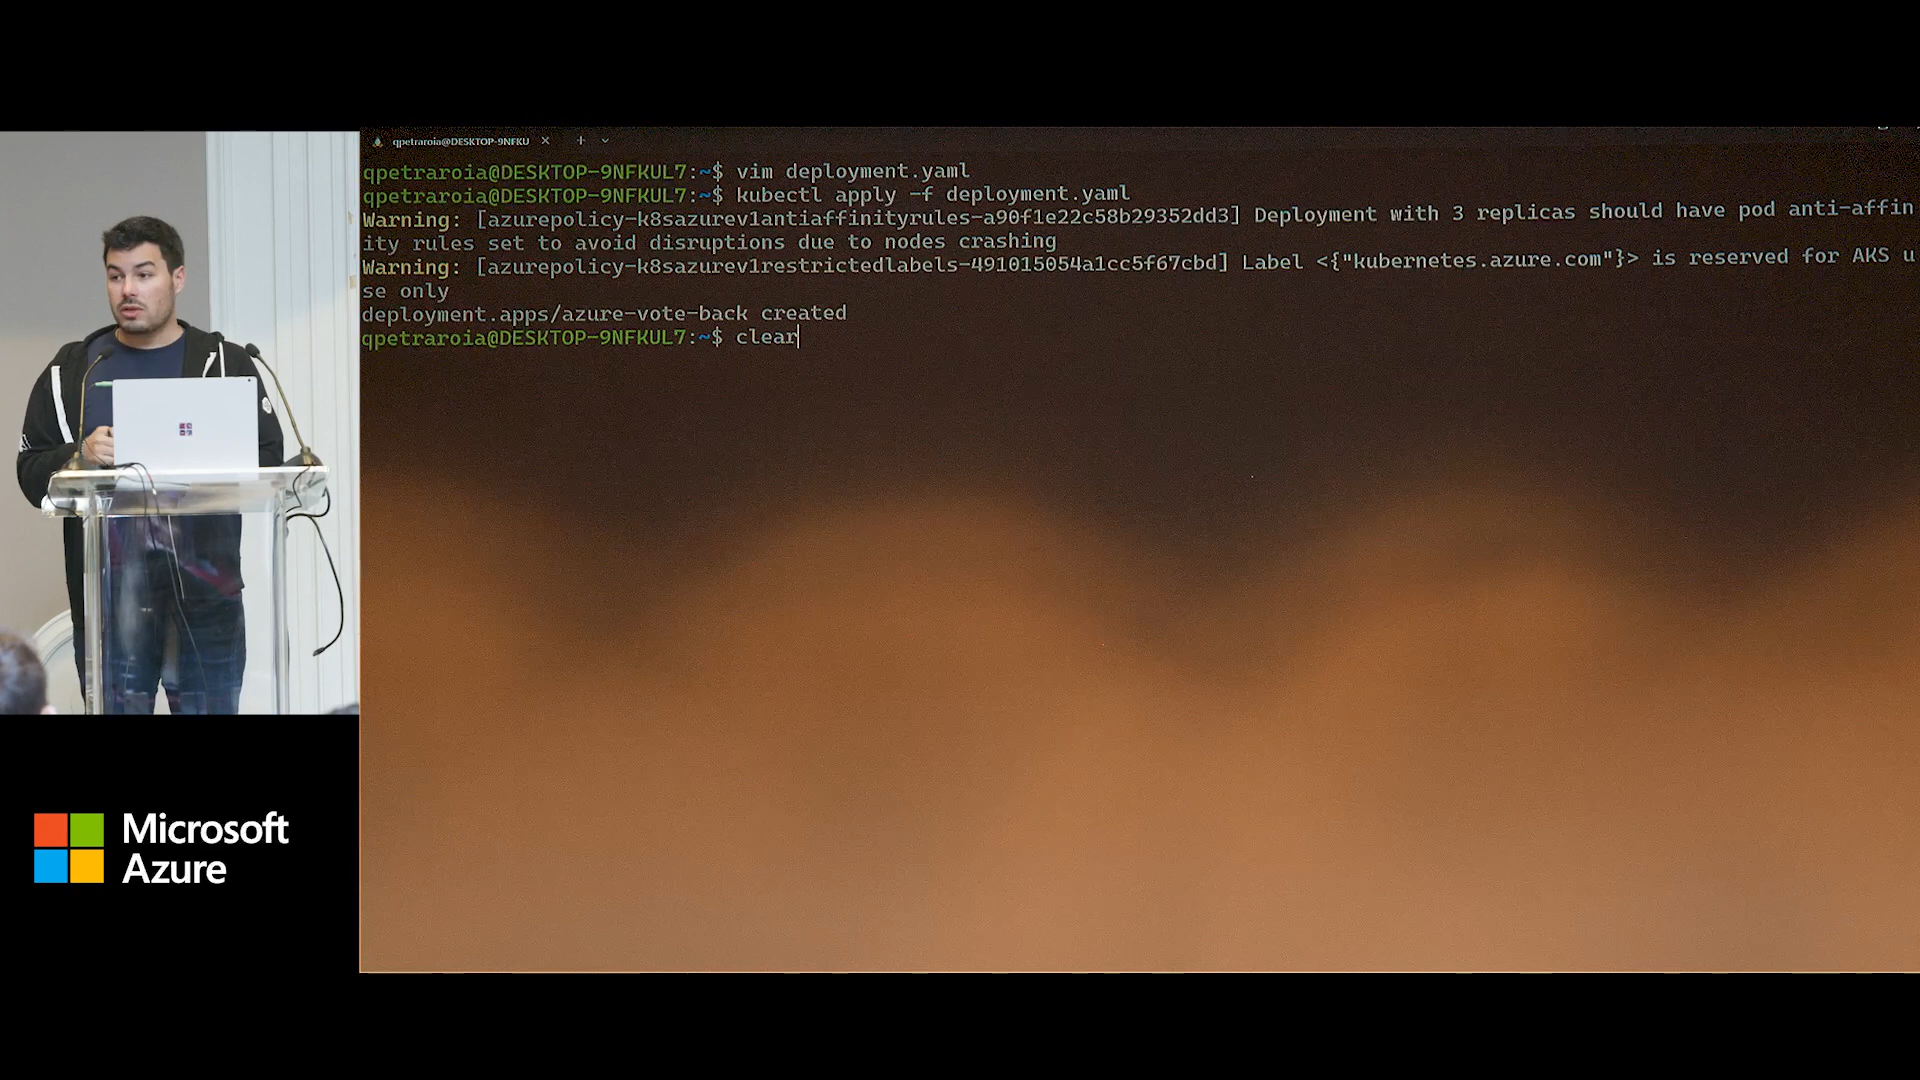 qpetraroia@DESKTOP-9NFKU
qpetraroia@DESKTOP-9NFKUL7:~$ vim deployment.yaml
qpetraroia@DESKTOP-9NFKUL7:~$ kubectl apply -f deployment.yaml
Warning: [azurepolicy-k8sazurev1antiaffinityrules-a90f1e22c58b29352dd3] Deployment with 3 replicas should have pod anti-affin
ity rules set to avoid disruptions due to nodes crashing
Warning: [azurepolicy-k8sazurev1restrictedlabels-491015054a1cc5f67cbd] Label <{"kubernetes.azure.com"}> is reserved for AKS u
se only
deployment.apps/azure-vote-back created
qpetraroia@DESKTOP-9NFKUL7:~$ clear
Microsoft
Azure